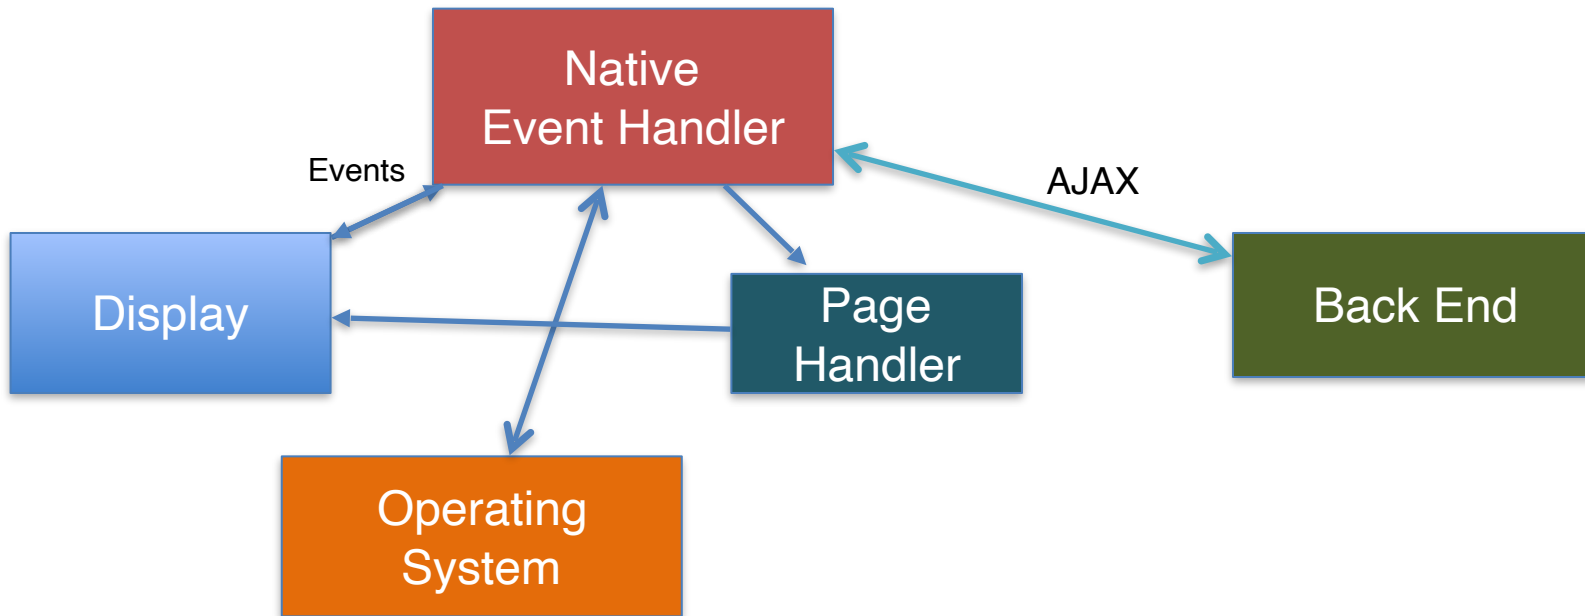 Native
Event Handler
Events
AJAX
Display
Page
Handler
Back End
Operating
System